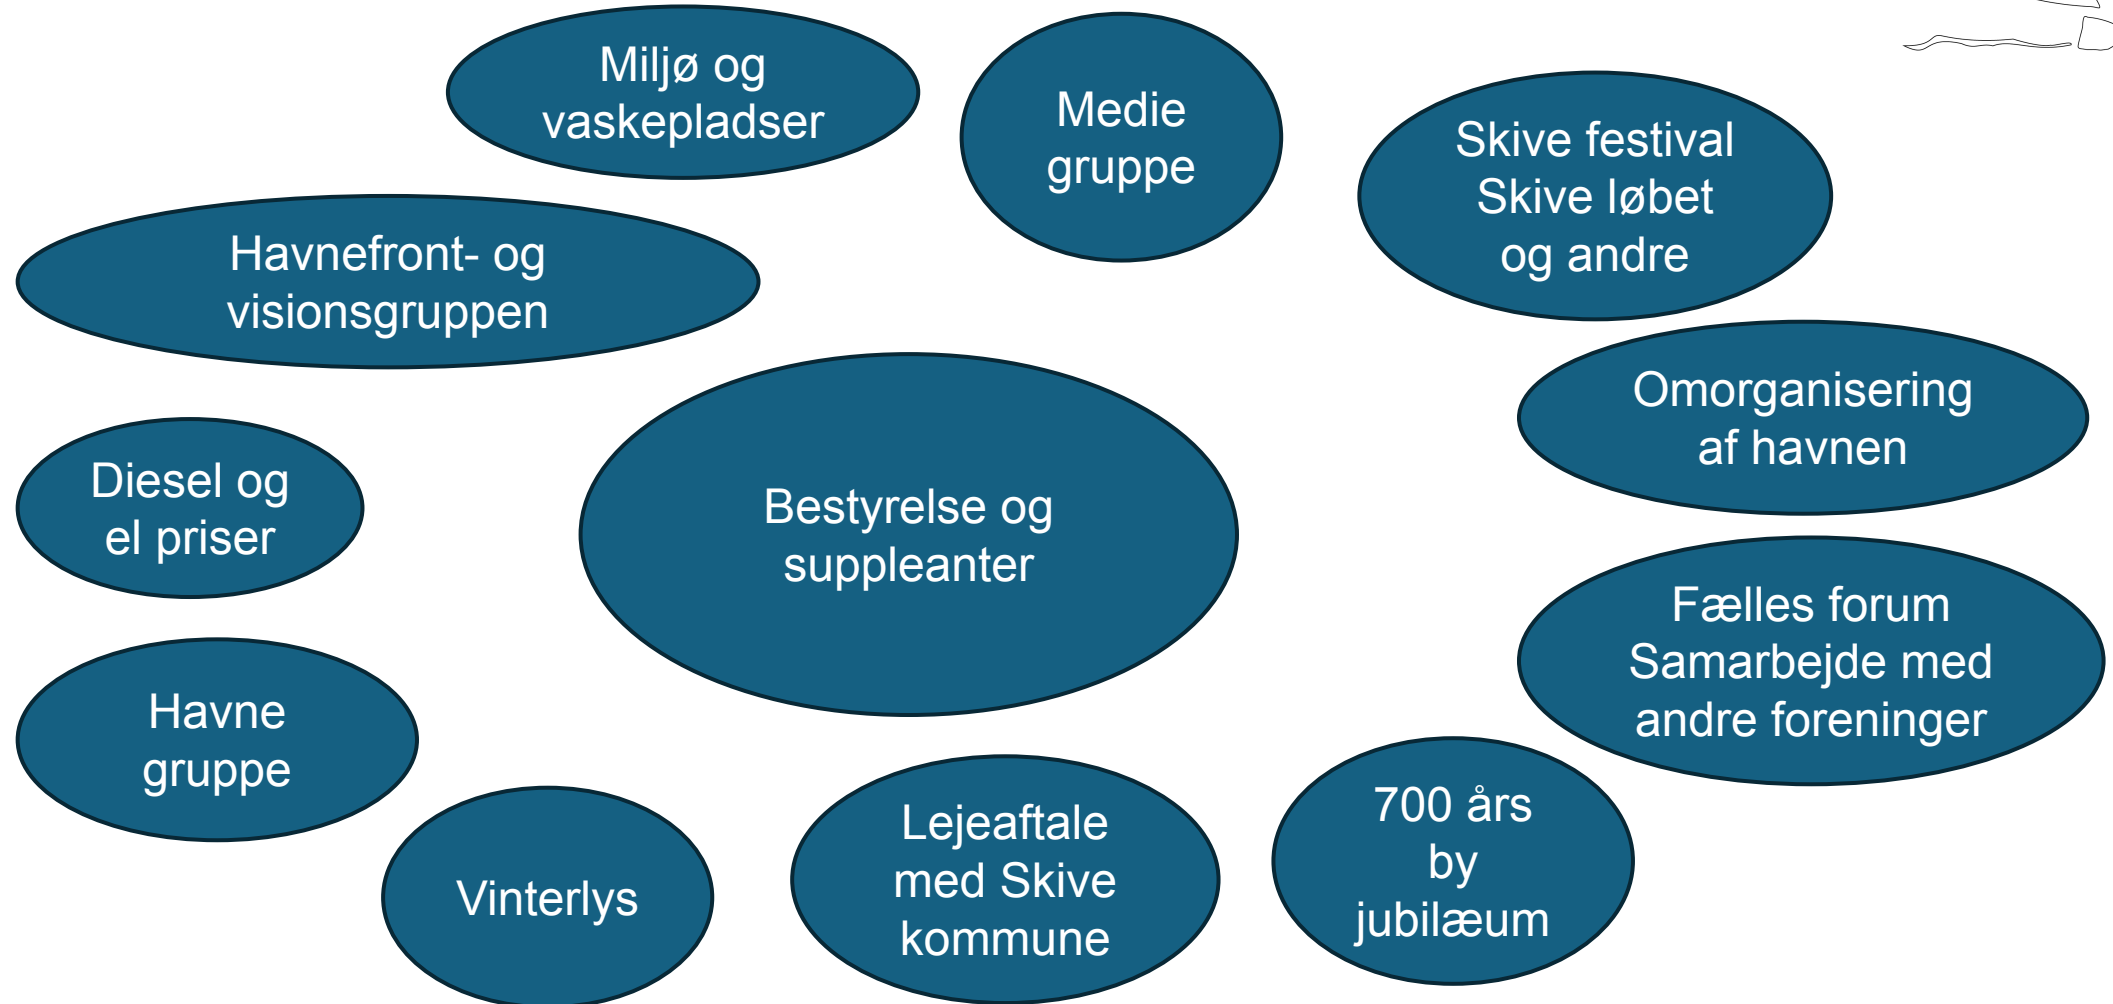 Miljø og
vaskepladser
Medie
gruppe
Skive festival
Skive løbet
og andre
Havnefront- og
visionsgruppen
Omorganisering
af havnen
Diesel og
el priser
Bestyrelse og
suppleanter
Fælles forum
Samarbejde med
andre foreninger
Havne
gruppe
Vinterlys
Lejeaftale
med Skive
kommune
700 års
by
jubilæum